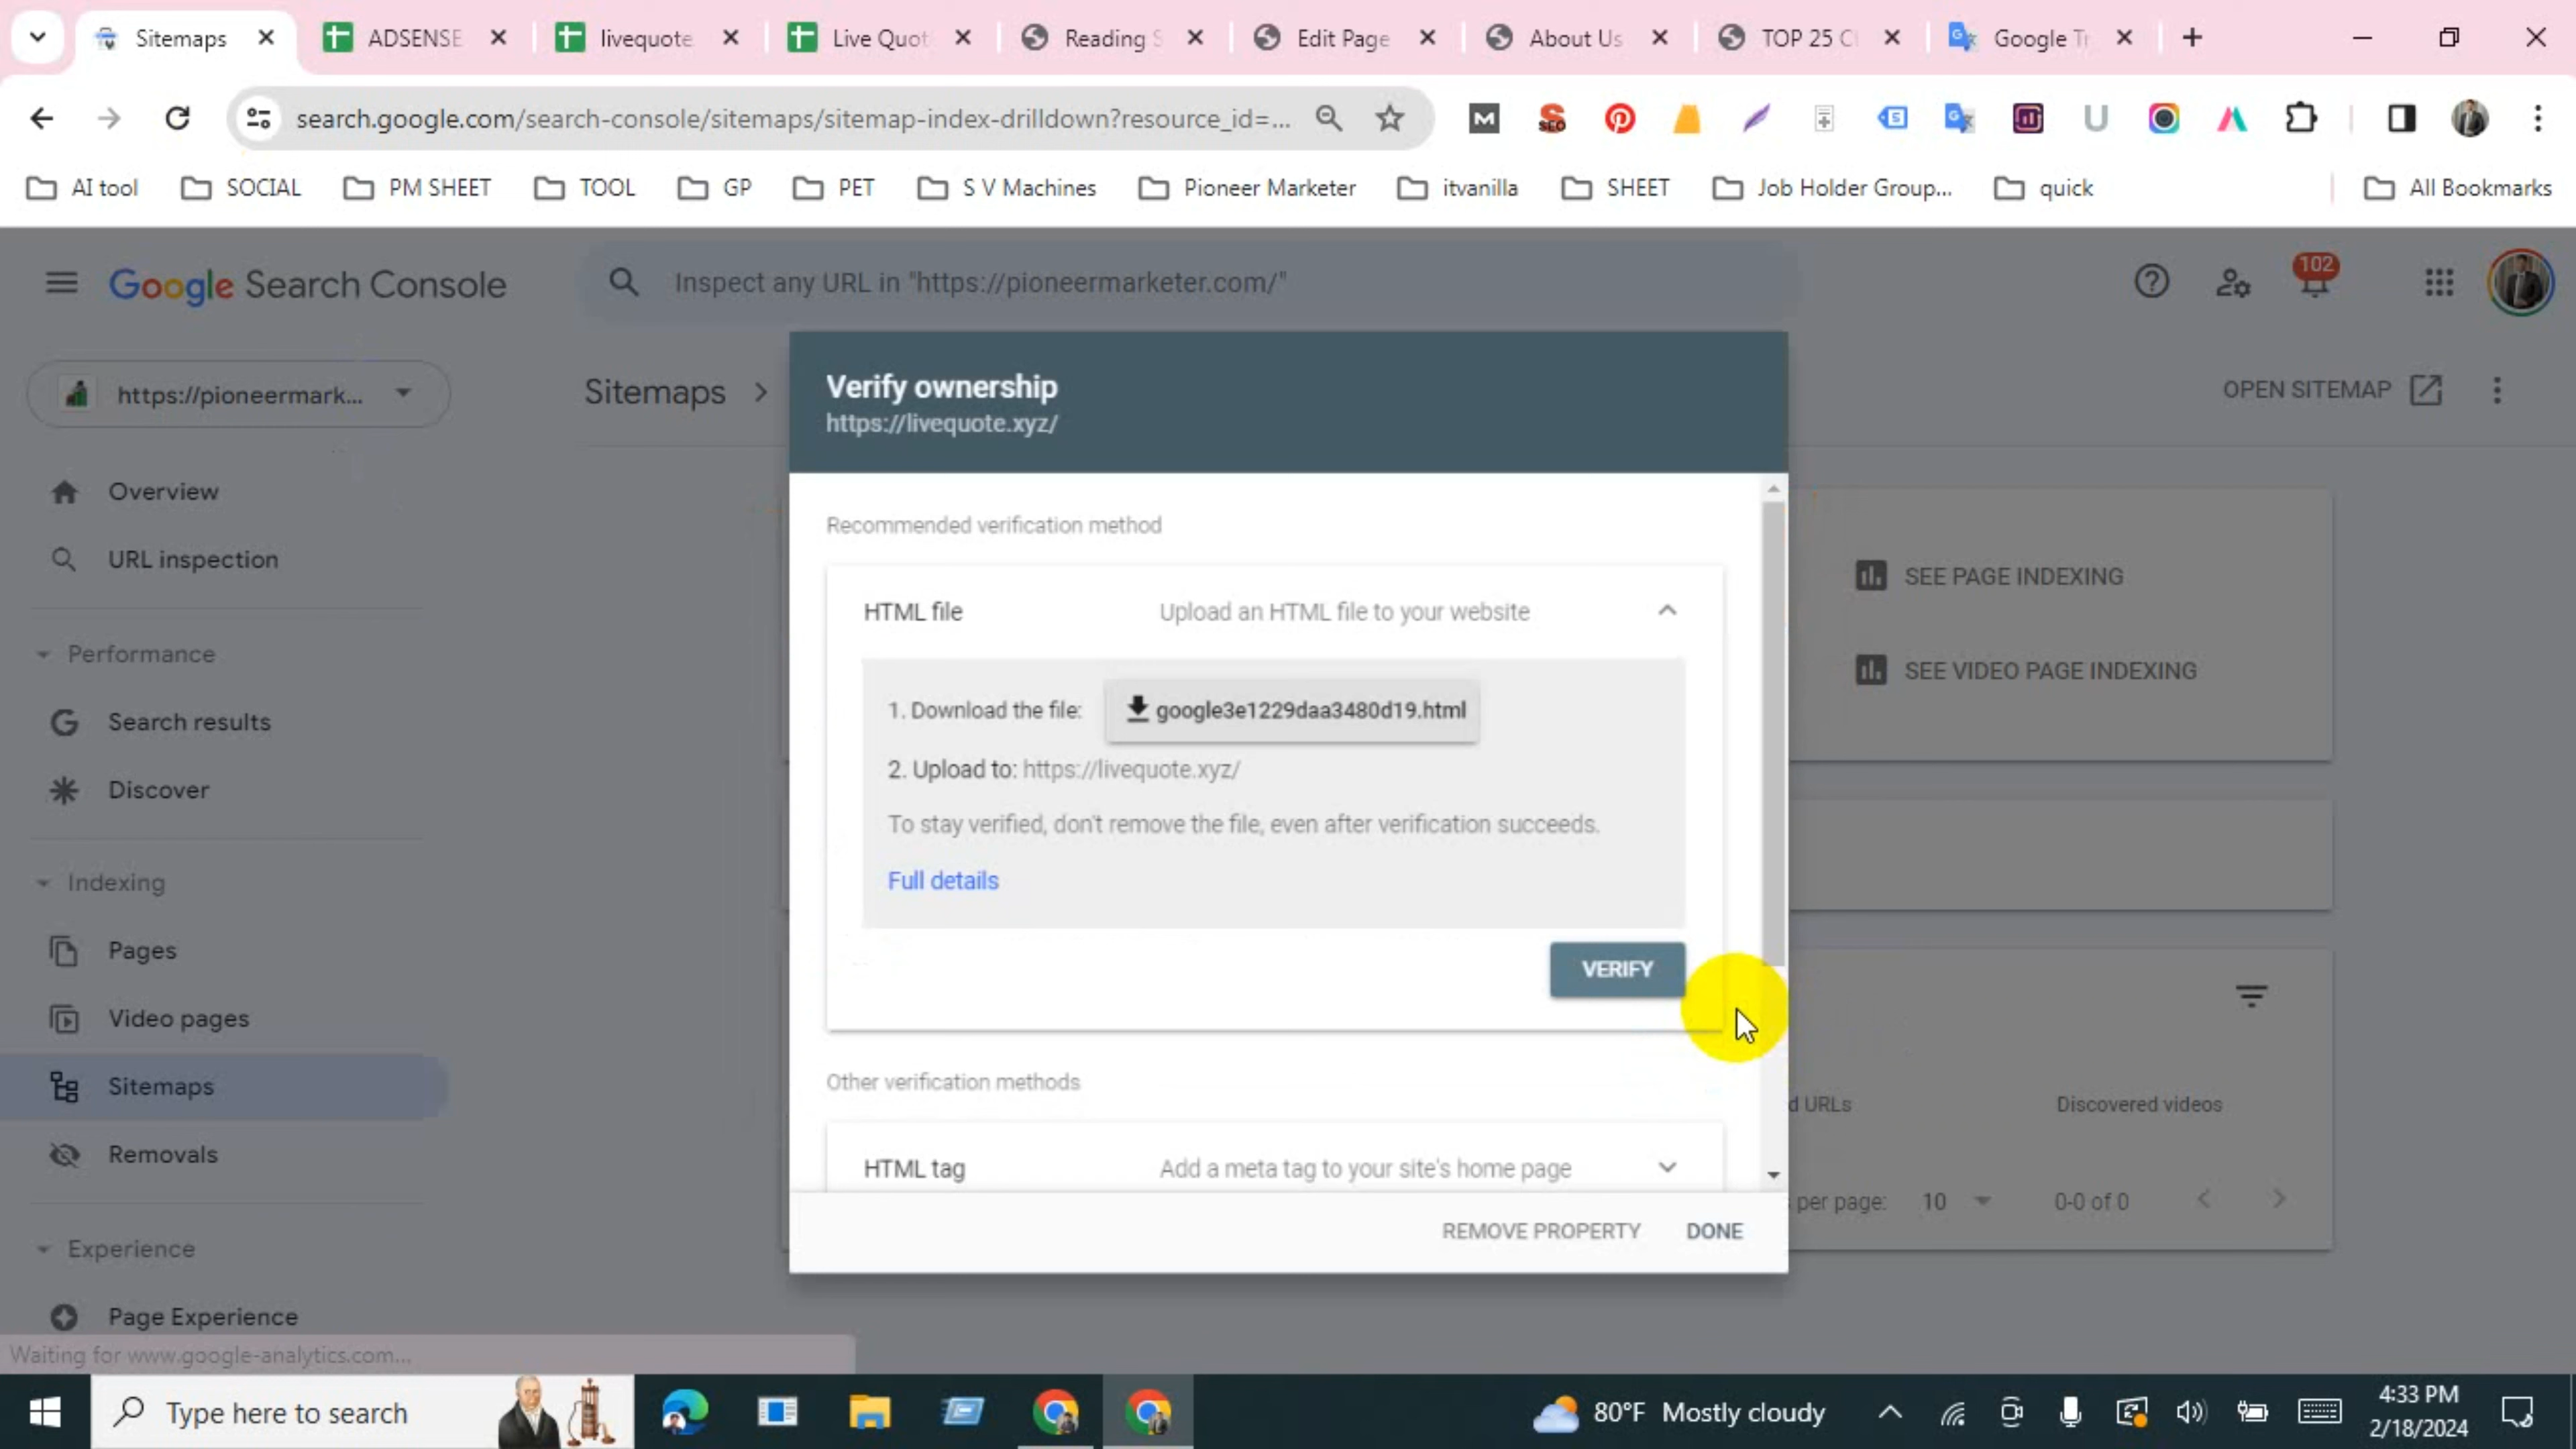 Sitemaps
ADSENSE
livequote
Live Quot
Reading S
Edit Page
About Us
TOP 25 C
Google Tr
search.google.com/search-console/sitemaps/sitemap-index-drilldown?resource_id=...
AI tool
SOCIAL
PM SHEET
TOOL
GP
PET
S V Machines
Pioneer Marketer
itvanilla
SHEET
Job Holder Group...
quick
All Bookmarks
Google Search Console
Inspect any URL in "https://pioneermarketer.com/"
102
https://pioneermark...
Sitemaps
OPEN SITEMAP
Overview
URL inspection
Performance
Search results
Discover
Indexing
Pages
Video pages
Sitemaps
Removals
Experience
Page Experience
Verify ownership
https://livequote.xyz/
Recommended verification method
HTML file
Upload an HTML file to your website
1. Download the file:
google3e1229daa3480d19.html
2. Upload to: https://livequote.xyz/
To stay verified, don't remove the file, even after verification succeeds.
Full details
VERIFY
Other verification methods
HTML tag
Add a meta tag to your site's home page
REMOVE PROPERTY
DONE
SEE PAGE INDEXING
SEE VIDEO PAGE INDEXING
d URLs
Discovered videos
per page:
10
0-0 of 0
Waiting for www.google-analytics.com...
Type here to search
80°F Mostly cloudy
4:33 PM
2/18/2024